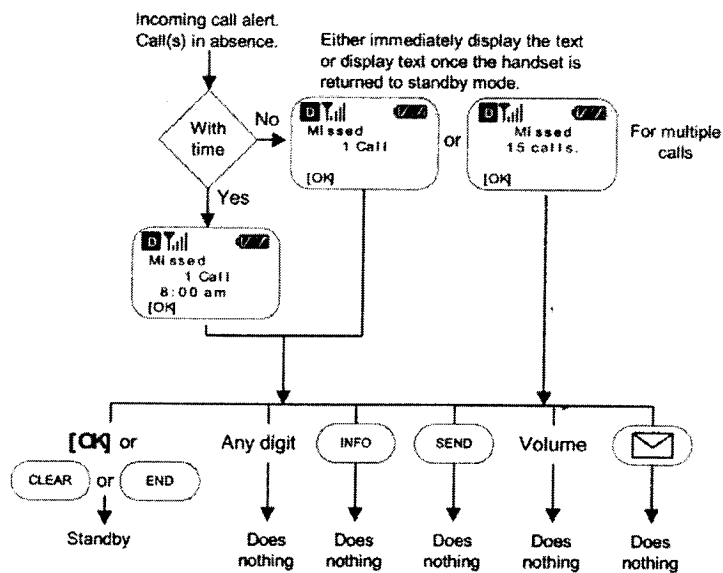 Incoming call alert.
Call(s) in absence.
Either immediately display the text
or display text once the handset is
returned to standby mode.
With
time
No
D
Missed
1 Call
[OK]
or
D
Missed
15 calls.
[OK]
For multiple
calls
Yes
D
Missed
1 Call
8:00 am
[OK]
[OK] or
CLEAR
or
END
Any digit
INFO
SEND
Volume
Standby
Does
nothing
Does
nothing
Does
nothing
Does
nothing
Does
nothing